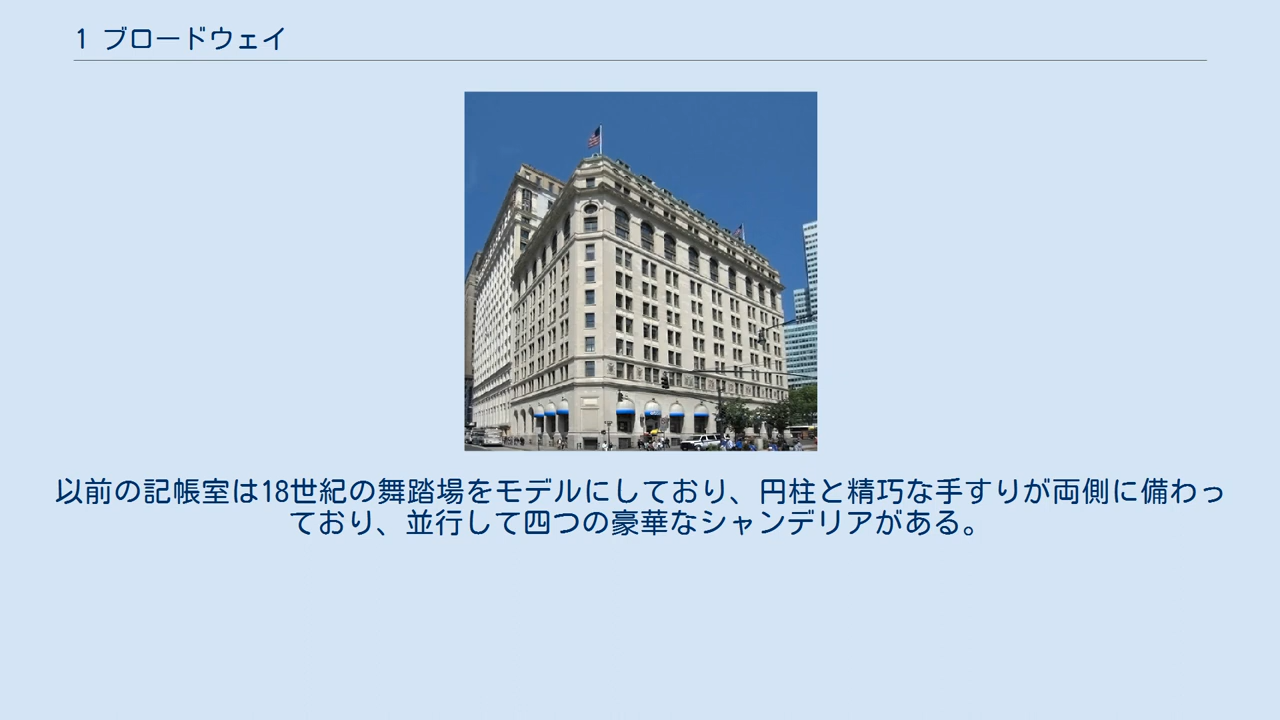 1 ブロードウェイ
以前の記帳室は18世紀の舞踏場をモデルにしており、円柱と精巧な手すりが両側に備わっ
ており、並行して四つの豪華なシャンデリアがある。